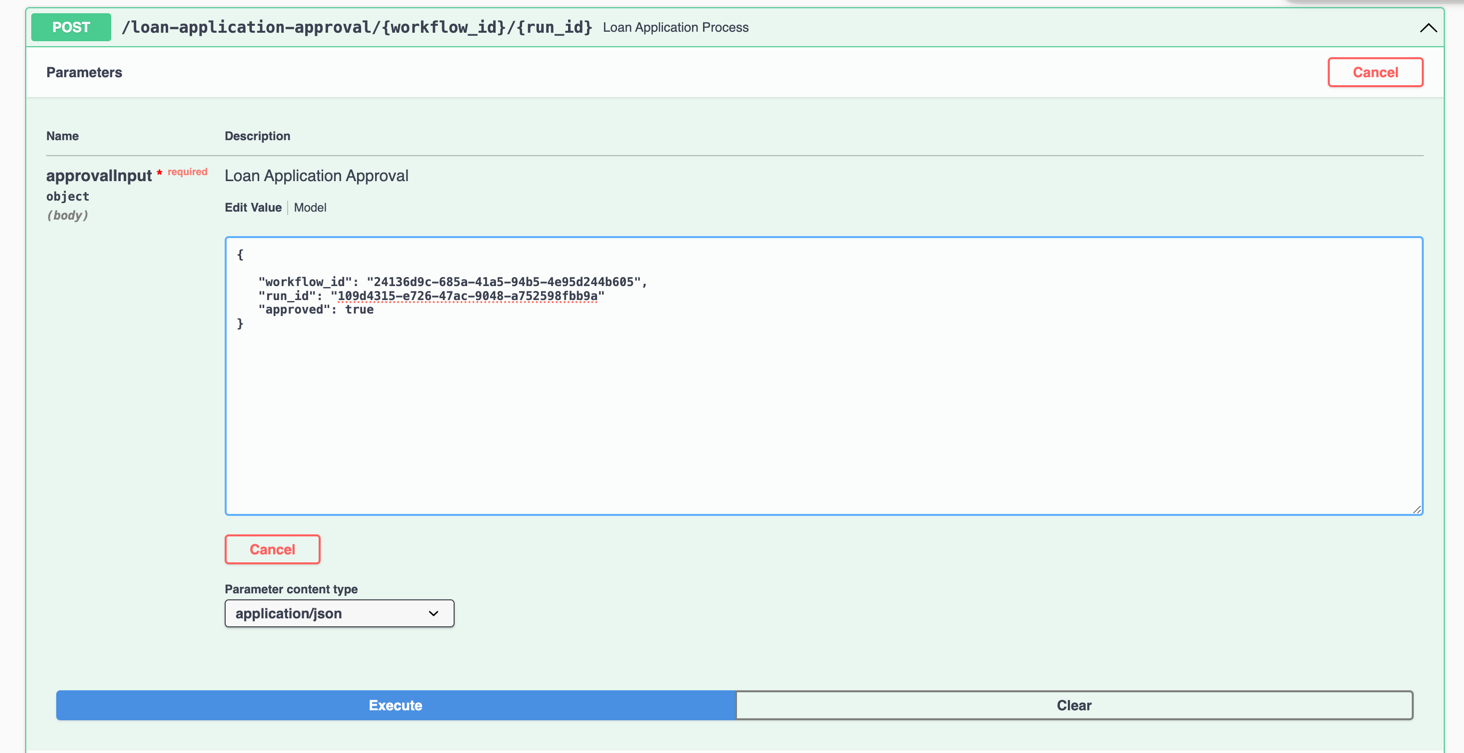 POST /loan-application-approval/{workflow_id}/{run_id} Loan Application Process
Parameters
Cancel
Name Description
approvalInput * required Loan Application Approval
object
(body)
Edit Value Model
{
"workflow_id": "24136d9c-685a-41a5-94b5-4e95d244b605",
"run_id": "109d4315-e726-47ac-9048-a752598fbb9a"
"approved": true
}
Cancel
Parameter content type
application/json
Execute Clear